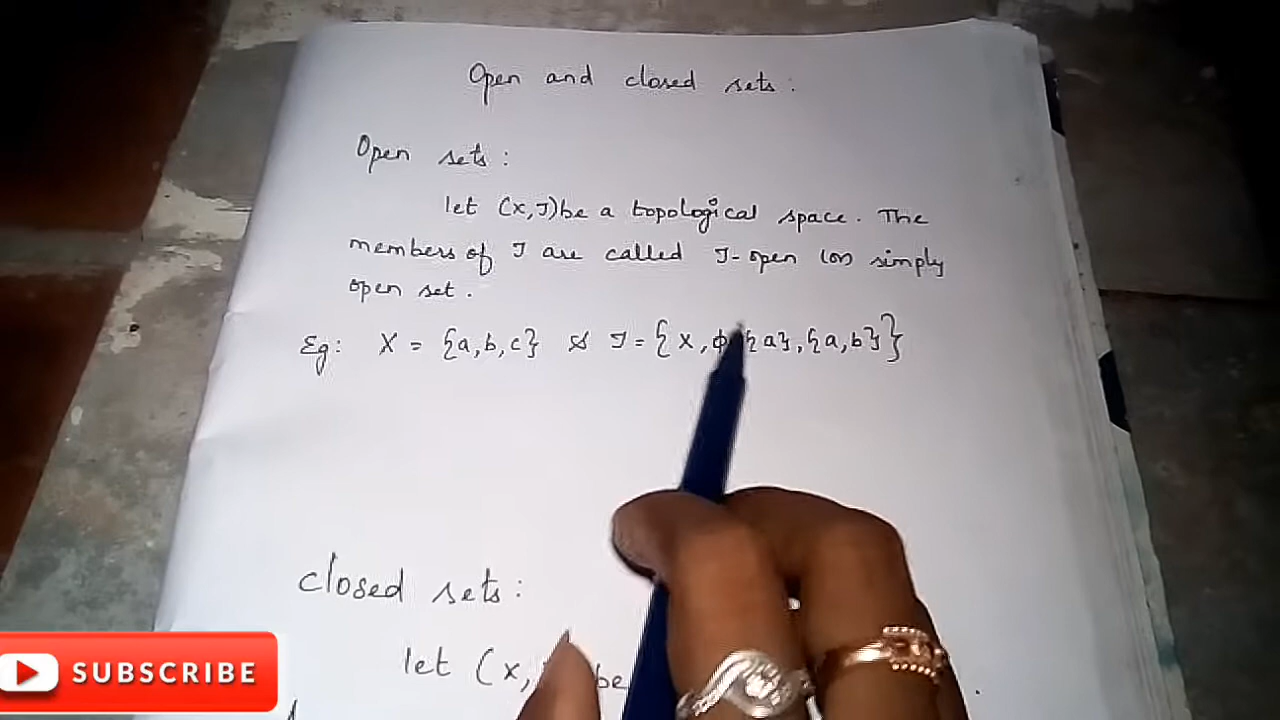 Open and closed sets :
Open sets :
let (X, J) be a topological space. The
members of J are called J-open (or) simply
open set.
Eg: X = {a, b, c} & J = {X, ϕ, {a}, {a, b}}
closed sets :
let (X, be
SUBSCRIBE